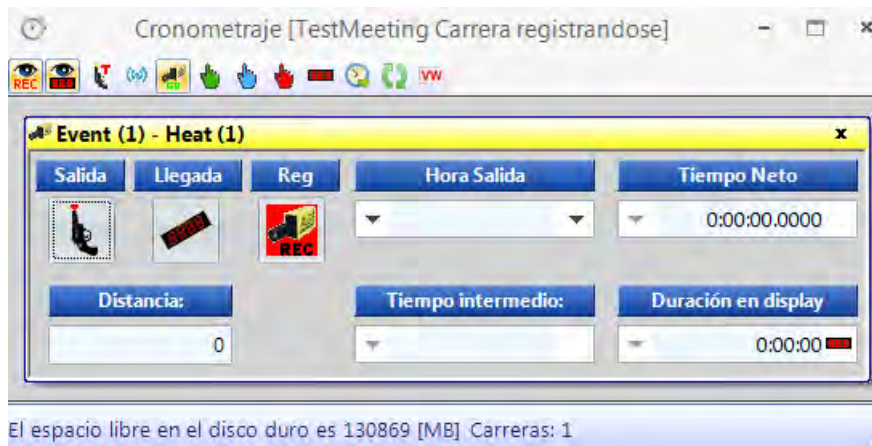 Cronometraje [TestMeeting Carrera registrandose]
REC VW
Event (1) - Heat (1)
Salida Llegada Reg Hora Salida Tiempo Neto
REC 0:00:00.0000
Distancia: Tiempo intermedio: Duración en display
0 0:00:00
El espacio libre en el disco duro es 130869 [MB] Carreras: 1